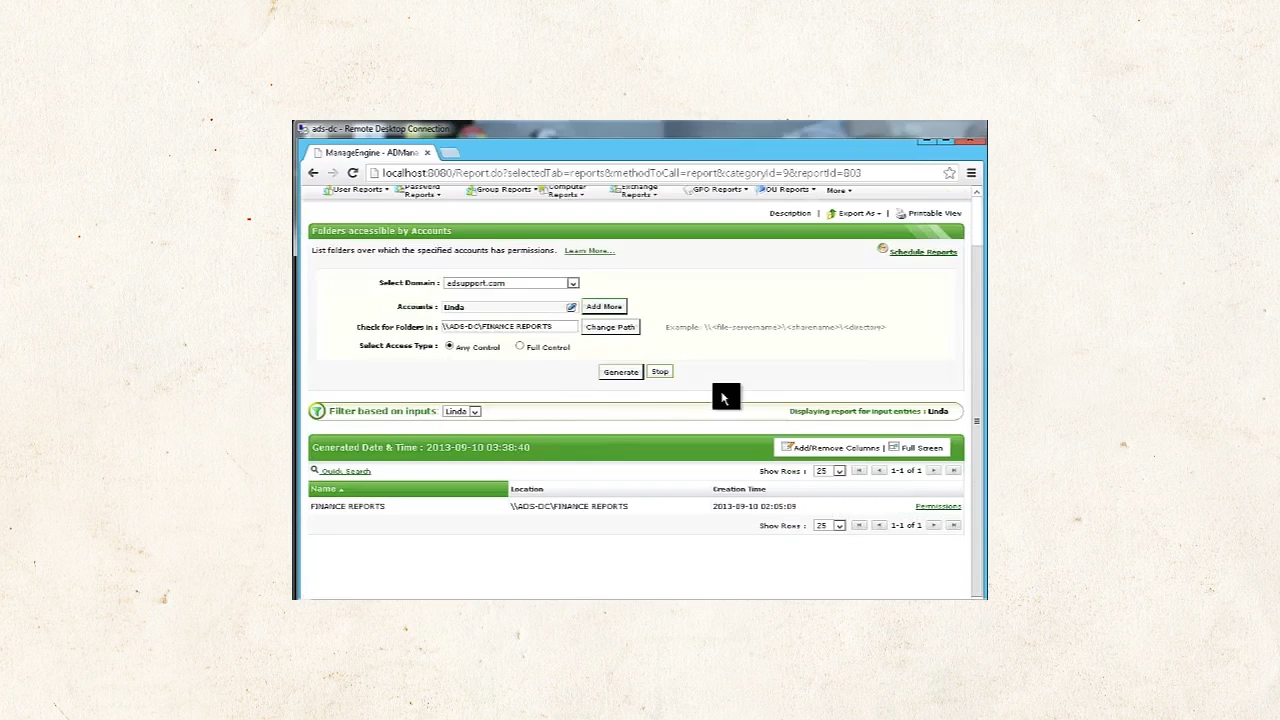 ads-dc - Remote Desktop Connection
ManageEngine - ADMana
localhost:8080/Report.do?selectedTab=reports&methodToCall=report&categoryId=9&reportId=803
User Reports Password Reports Group Reports Computer Reports Exchange Reports GPO Reports OU Reports More
Description | Export As | Printable View
Folders accessible by Accounts
List folders over which the specified accounts has permissions. Learn More... Schedule Reports
Select Domain : adsupport.com
Accounts : Linda Add More
Check for Folders in : \\ADS-DC\FINANCE REPORTS Change Path Example: \\<file-servername>\<sharename>\<directory>
Select Access Type : Any Control Full Control
Generate Stop
Filter based on inputs: Linda Displaying report for input entries : Linda
Generated Date & Time : 2013-09-10 03:38:40 Add/Remove Columns | Full Screen
Quick Search Show Rows : 25 1-1 of 1
Name Location Creation Time
FINANCE REPORTS \\ADS-DC\FINANCE REPORTS 2013-09-10 02:05:09 Permissions
Show Rows : 25 1-1 of 1